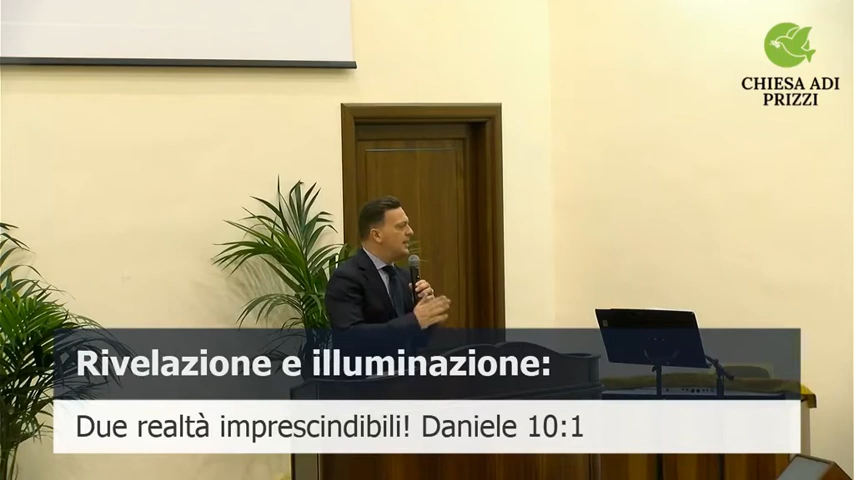 CHIESA ADI
PRIZZI
Rivelazione e illuminazione:
Due realtà imprescindibili! Daniele 10:1